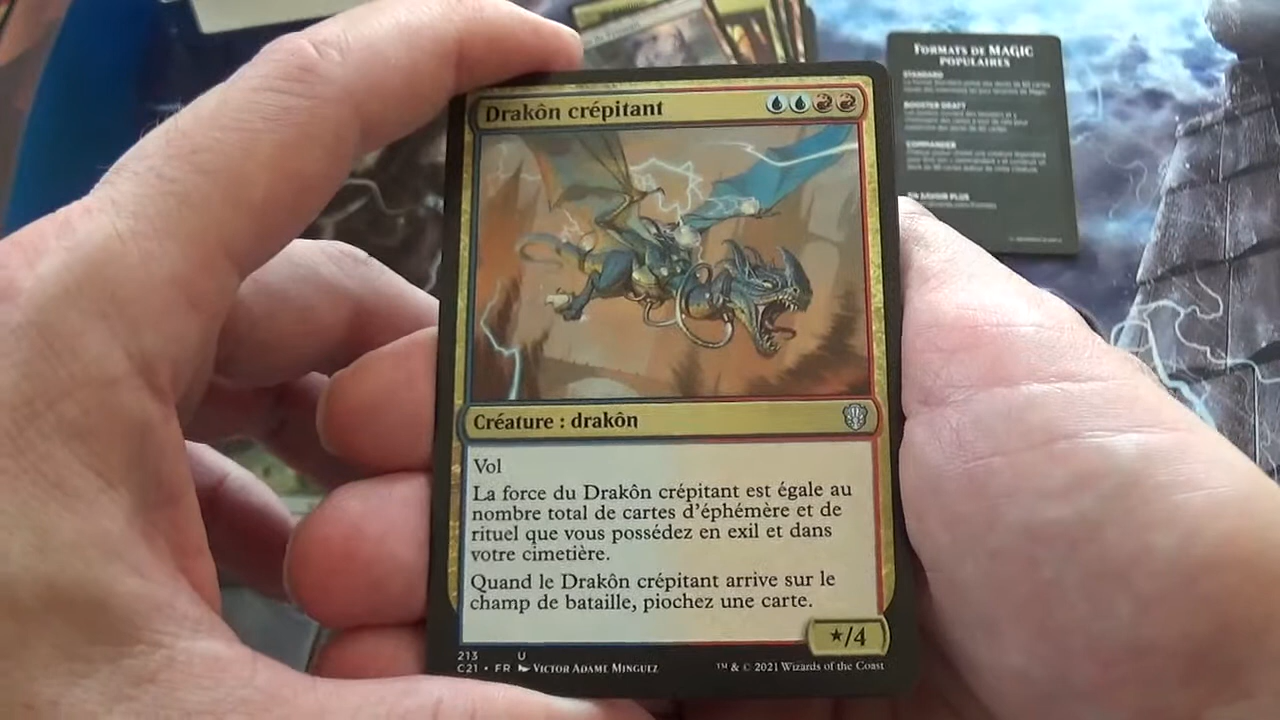 Drakôn crépitant
Créature : drakôn
Vol
La force du Drakôn crépitant est égale au
nombre total de cartes d'éphémère et de
rituel que vous possédez en exil et dans
votre cimetière.
Quand le Drakôn crépitant arrive sur le
champ de bataille, piochez une carte.
★/4
213 U
C21 • FR VICTOR ADAME MINGUEZ
™ & © 2021 Wizards of the Coast
FORMATS DE MAGIC
POPULAIRES
STANDARD
BOOSTER DRAFT
COMMANDER
EN SAVOIR PLUS